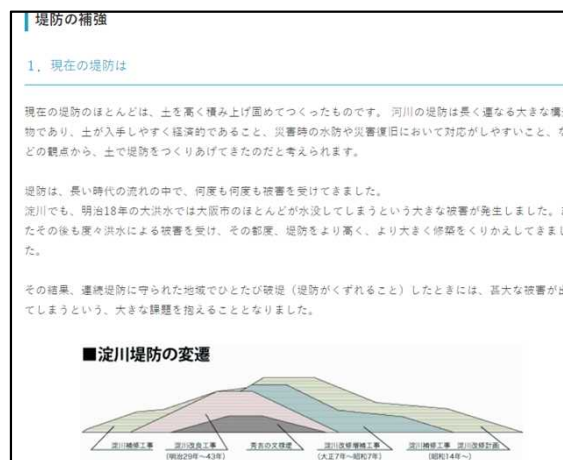 堤防の補強
1．現在の堤防は
現在の堤防のほとんどは、土を高く積み上げ固めてつくったものです。 河川の堤防は長く連なる大きな構造
物であり、土が入手しやすく経済的であること、災害時の水防や災害復旧において対応がしやすいこと、な
どの観点から、土で堤防をつくりあげてきたのだと考えられます。
堤防は、長い時代の流れの中で、何度も何度も被害を受けてきました。
淀川でも、明治18年の大洪水では大阪市のほとんどが水没してしまうという大きな被害が発生しました。ま
たその後も度々洪水による被害を受け、その都度、堤防をより高く、より大きく修築をくりかえしてきまし
た。
その結果、連続堤防に守られた地域でひとたび破堤（堤防がくずれること）したときには、甚大な被害が出
てしまうという、大きな課題を抱えることとなりました。
■淀川堤防の変遷
淀川補修工事 淀川改良工事 秀吉の文禄堤 淀川改修増補工事 淀川補修工事 淀川改修計画
(明治29年～43年) (大正7年～昭和7年) (昭和14年～)